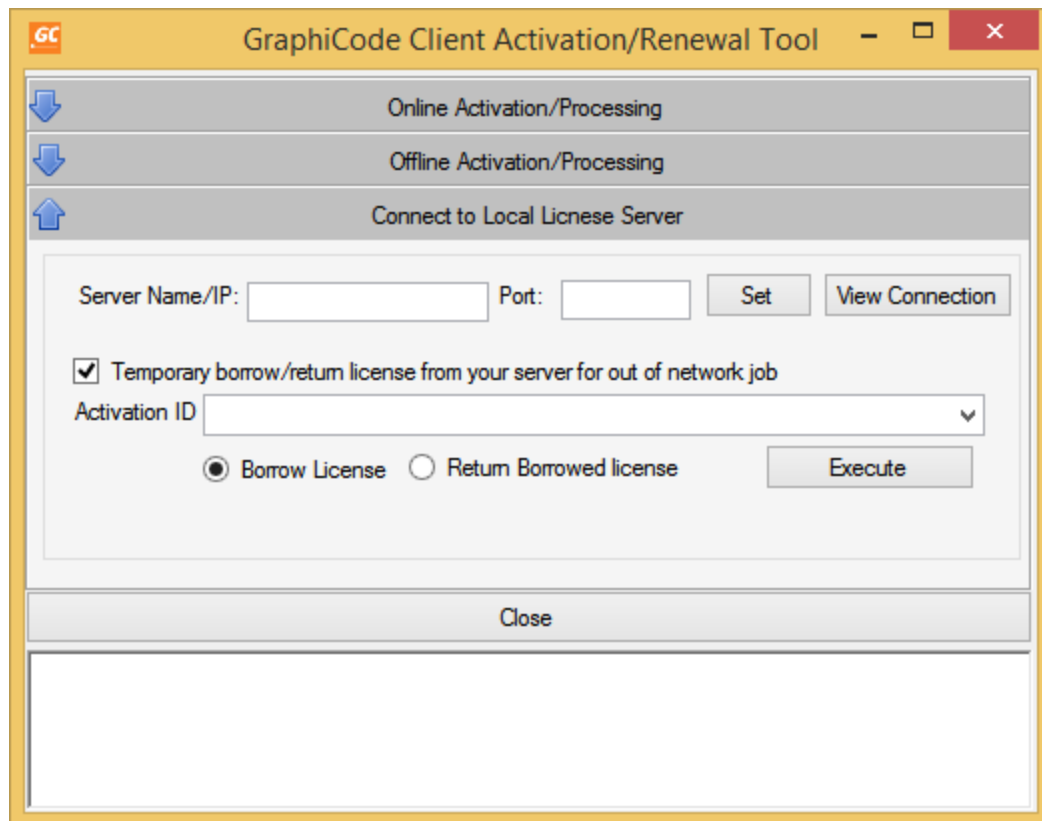 .GC GraphiCode Client Activation/Renewal Tool
Online Activation/Processing
Offline Activation/Processing
Connect to Local Licnese Server
Server Name/IP: Port: Set View Connection
Temporary borrow/return license from your server for out of network job
Activation ID
Borrow License Return Borrowed license Execute
Close